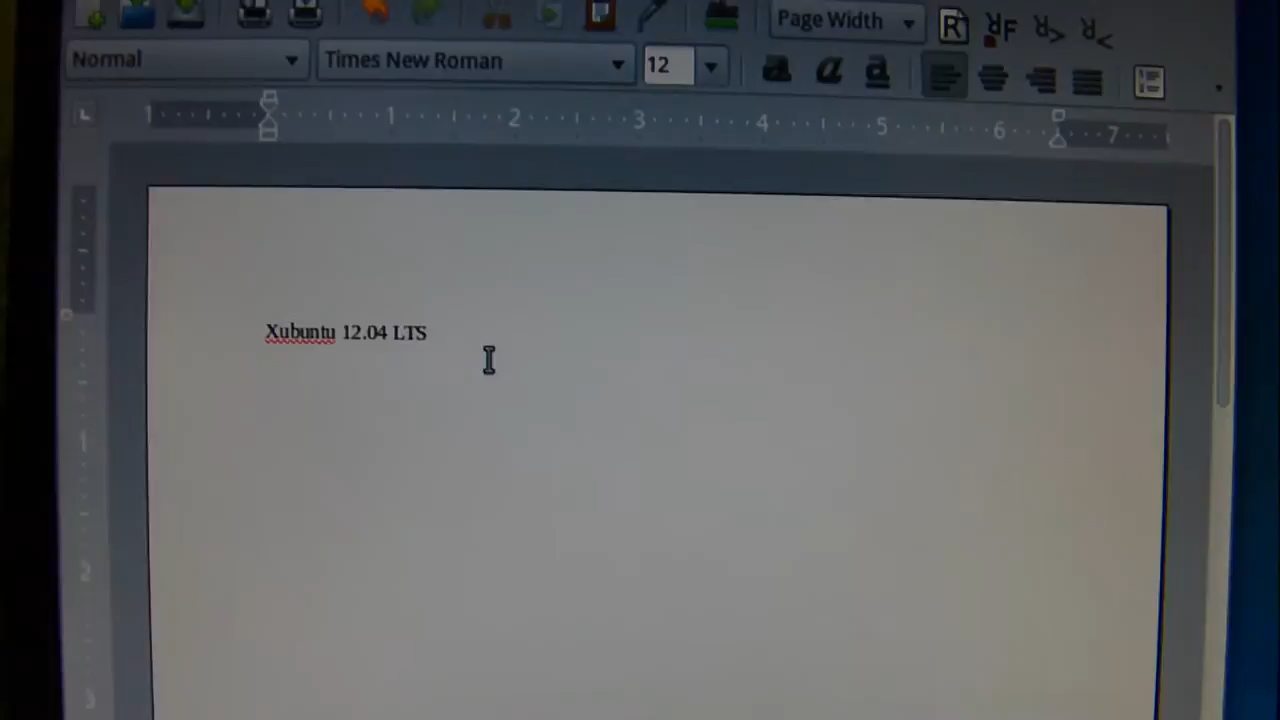 Page Width
Normal
Times New Roman
12
a a a
1 1 2 3 4 5 6 7
Xubuntu 12.04 LTS